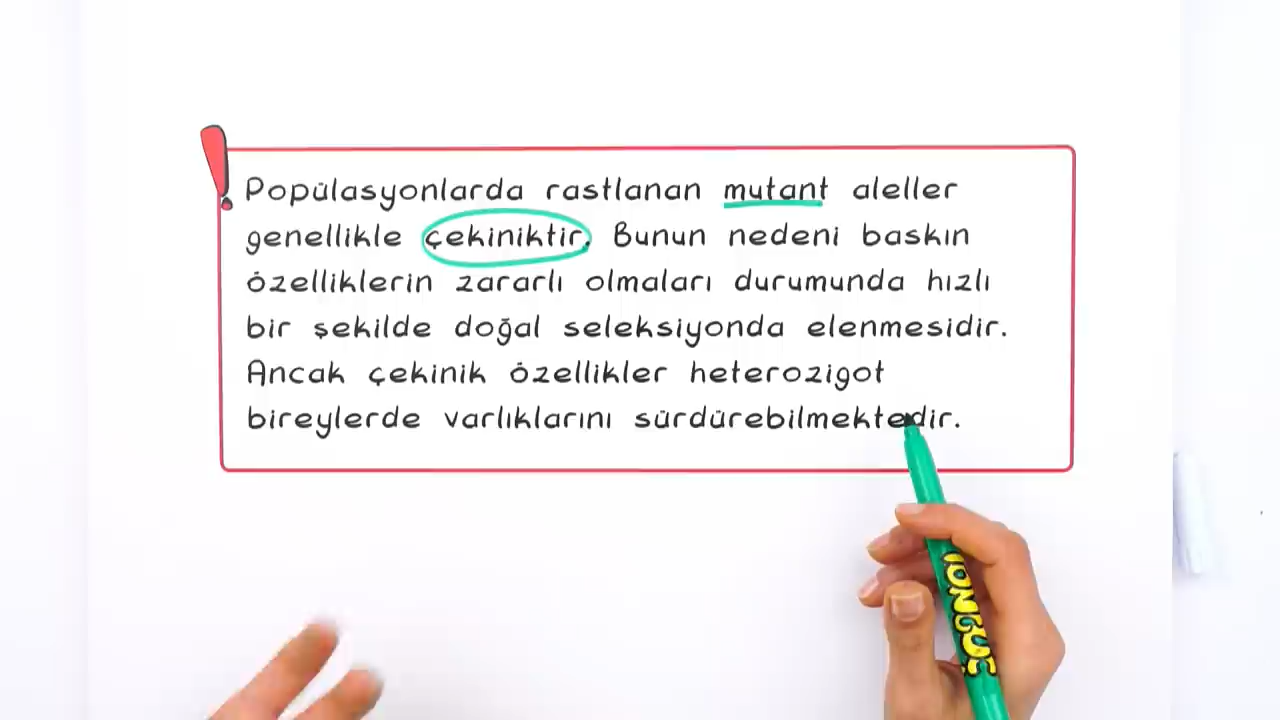 Popülasyonlarda rastlanan mutant aleller
genellikle çekiniktir. Bunun nedeni baskın
özelliklerin zararlı olmaları durumunda hızlı
bir şekilde doğal seleksiyonda elenmesidir.
Ancak çekinik özellikler heterozigot
bireylerde varlıklarını sürdürebilmektedir.
TONGUÇ